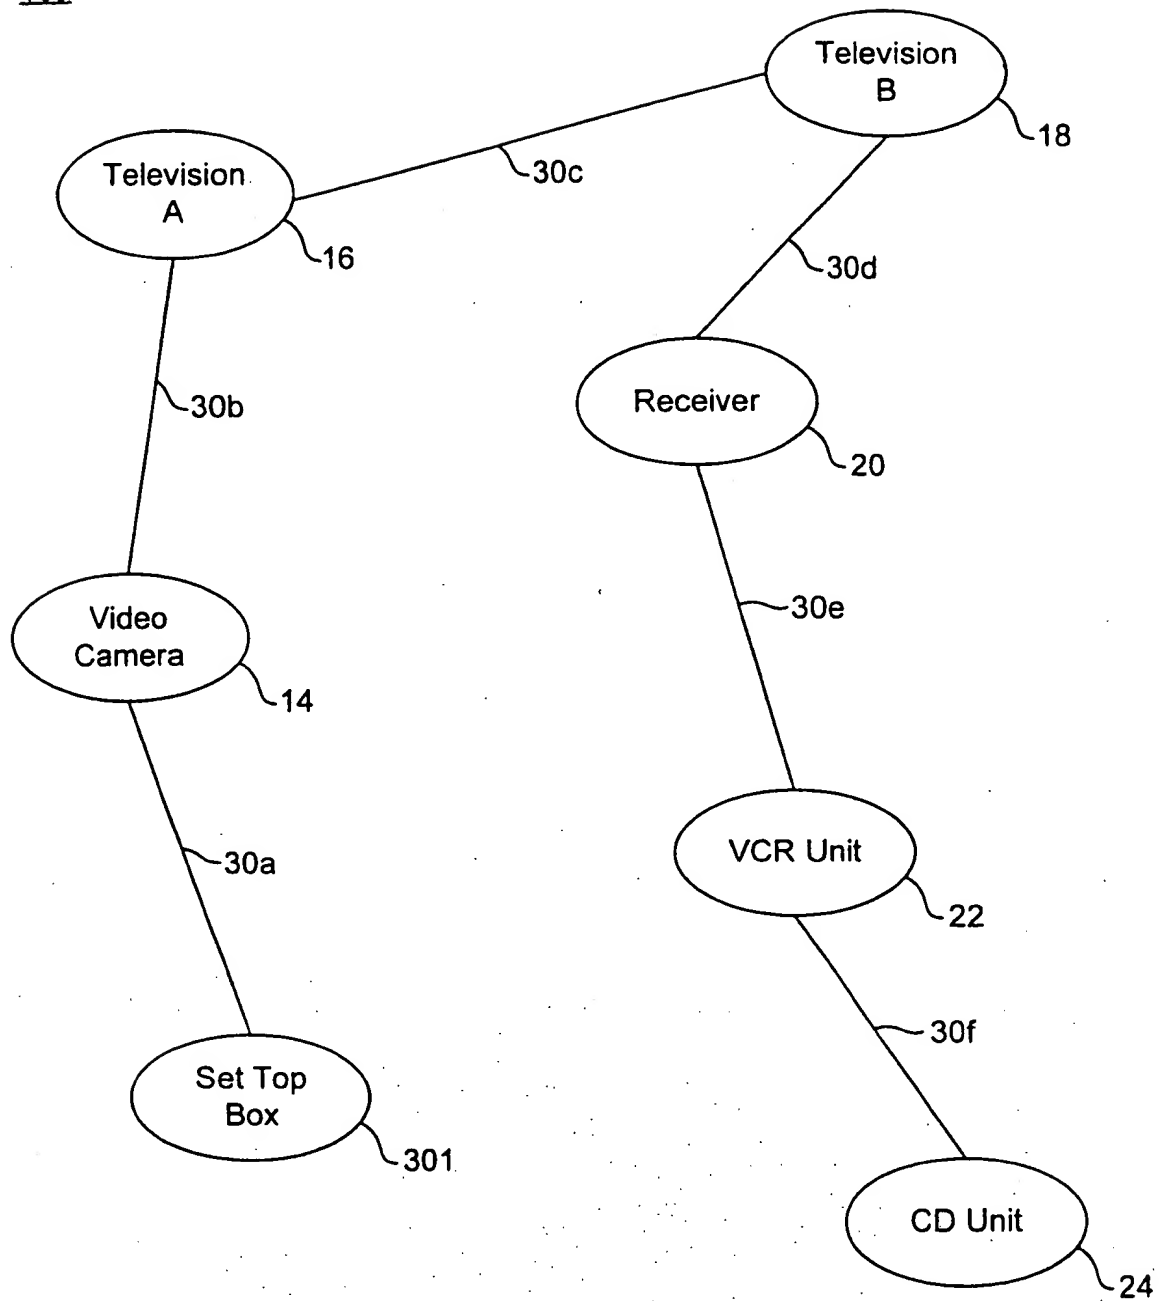 Television
B
18
30c
Television
A
16
30d
30b
Receiver
20
30e
Video
Camera
14
30a
VCR Unit
22
30f
Set Top
Box
301
CD Unit
24